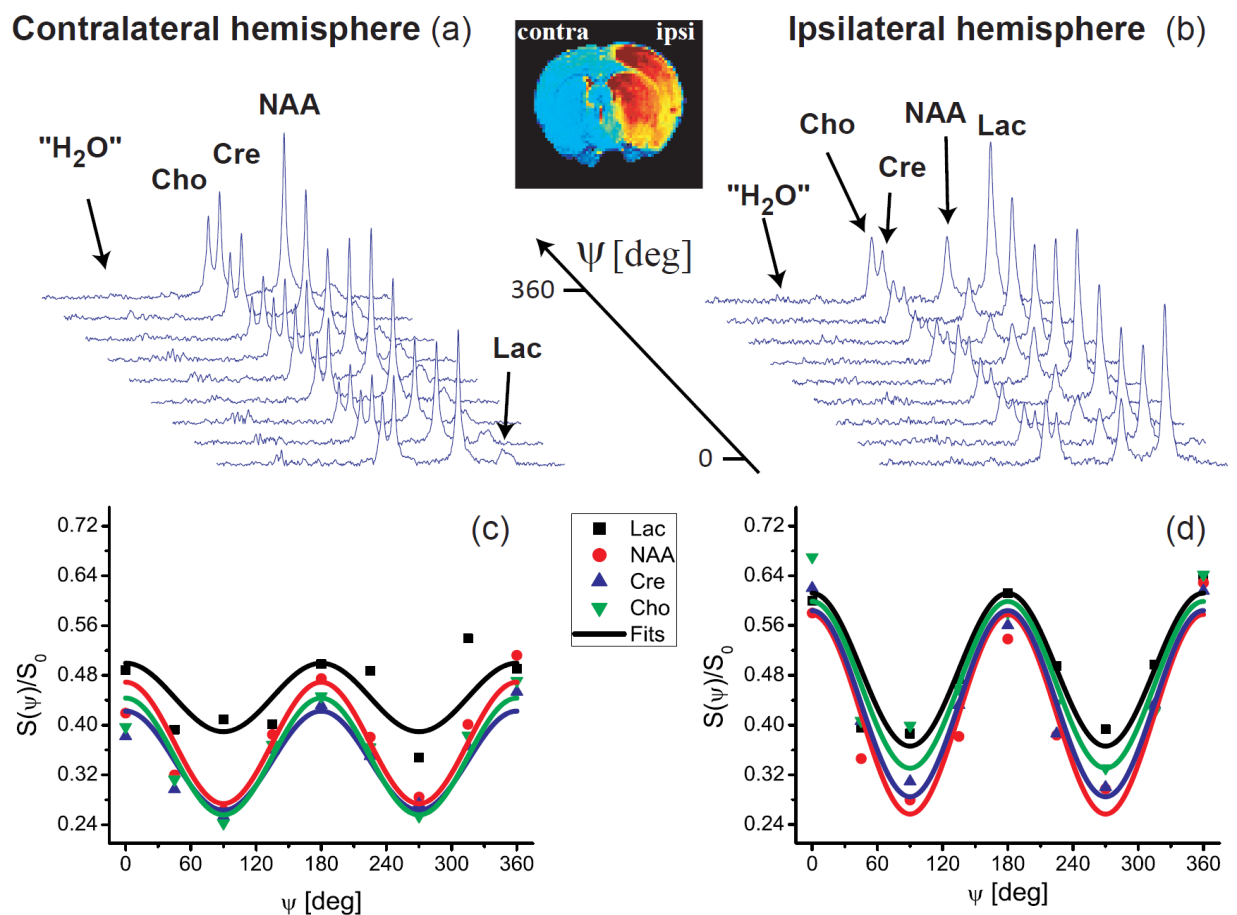 Contralateral hemisphere (a)
contra ipsi
Ipsilateral hemisphere (b)
NAA
"H₂O"
Cre
Cho
Lac
ψ [deg]
360
0
Cho
NAA
Lac
Cre
"H₂O"
(c)
S(ψ)/S₀
0.72
0.64
0.56
0.48
0.40
0.32
0.24
0 60 120 180 240 300 360
ψ [deg]
Lac
NAA
Cre
Cho
Fits
(d)
S(ψ)/S₀
0.72
0.64
0.56
0.48
0.40
0.32
0.24
0 60 120 180 240 300 360
ψ [deg]